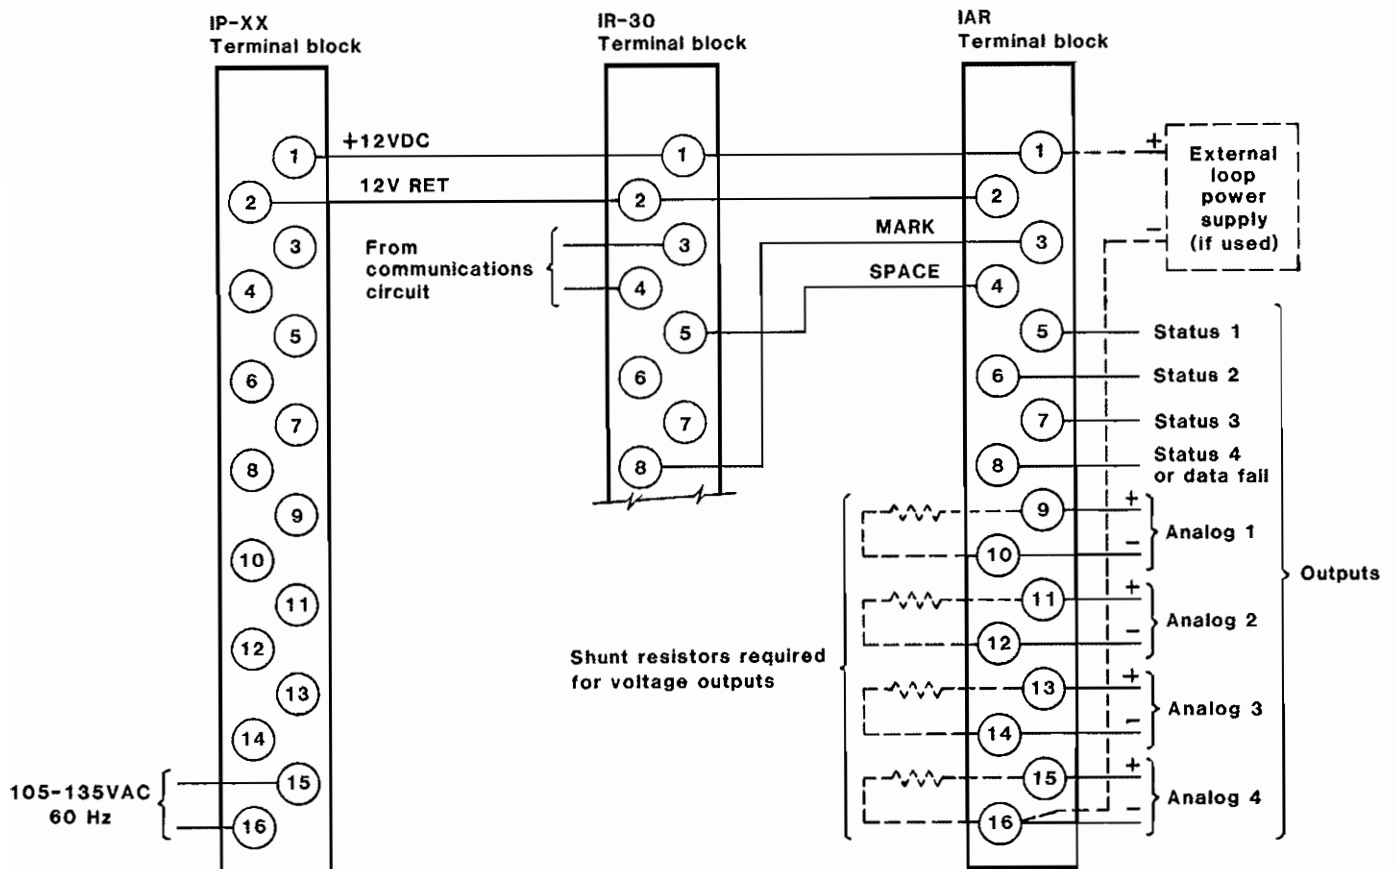 IP-XX
Terminal block
IR-30
Terminal block
IAR
Terminal block
1
2
3
4
5
6
7
8
9
10
11
12
13
14
15
16
+12VDC
12V RET
105-135VAC
60 Hz
From
communications
circuit
1
2
3
4
5
6
7
8
MARK
SPACE
1
2
3
4
5
6
7
8
9
10
11
12
13
14
15
16
+
-
External
loop
power
supply
(if used)
Status 1
Status 2
Status 3
Status 4
or data fail
+
-
Analog 1
+
-
Analog 2
+
-
Analog 3
+
-
Analog 4
Outputs
Shunt resistors required
for voltage outputs